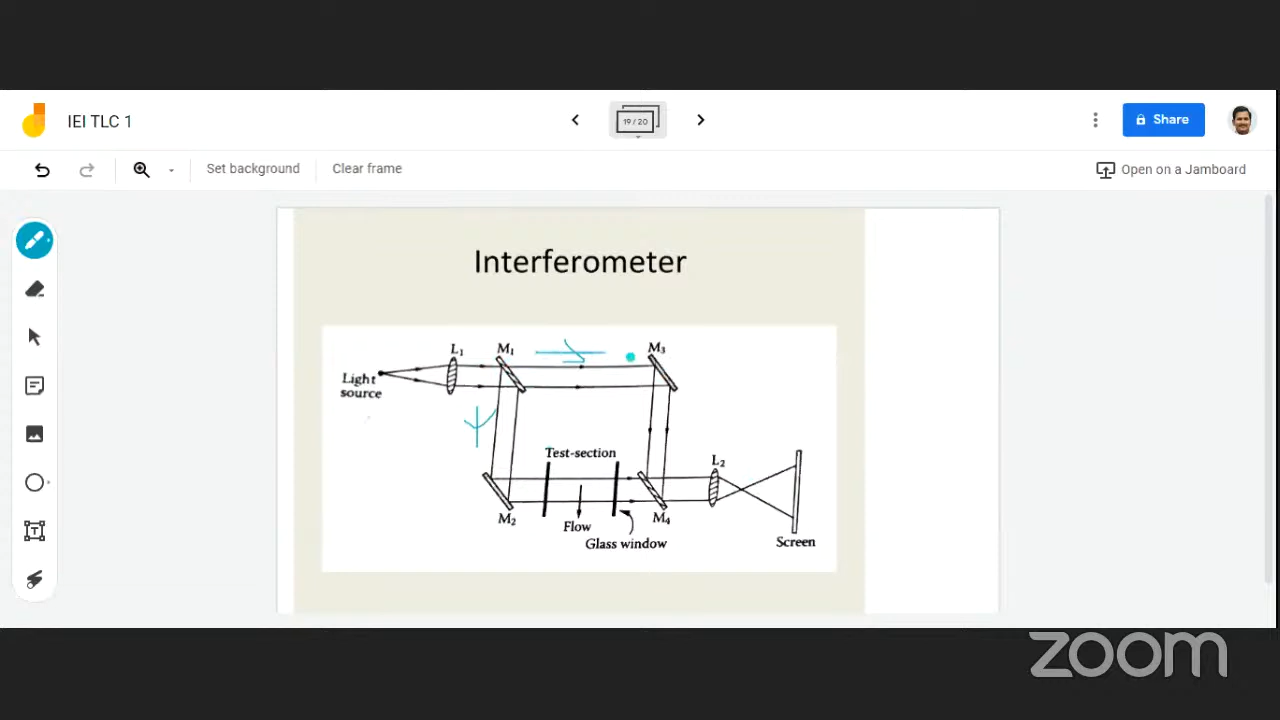 IEI TLC 1
19 / 20
Share
Set background
Clear frame
Open on a Jamboard
Interferometer
L1
M1
M3
Light
source
Test-section
L2
M2
Flow
M4
Glass window
Screen
zoom